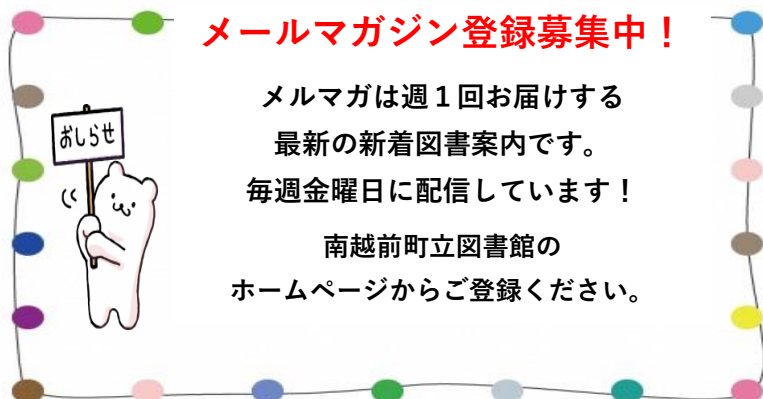 メールマガジン登録募集中！
おしらせ
メルマガは週１回お届けする
最新の新着図書案内です。
毎週金曜日に配信しています！
南越前町立図書館の
ホームページからご登録ください。